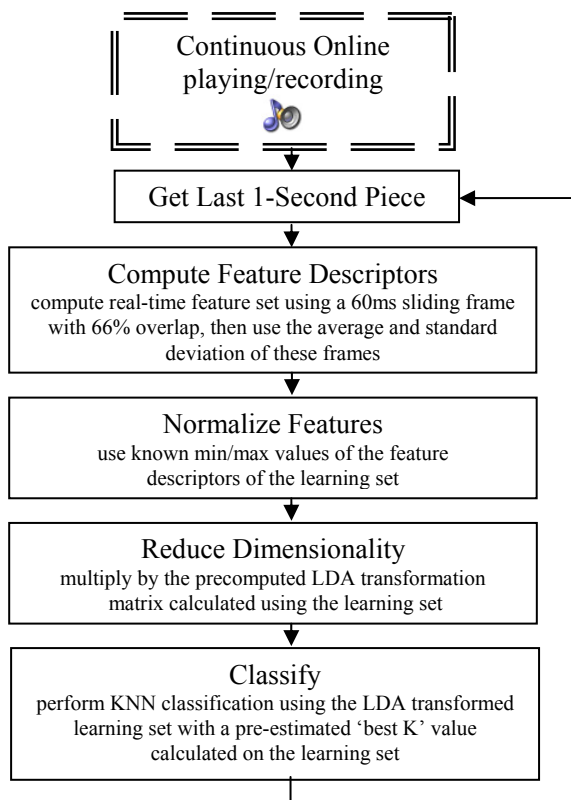 Continuous Online
playing/recording
Get Last 1-Second Piece
Compute Feature Descriptors
compute real-time feature set using a 60ms sliding frame
with 66% overlap, then use the average and standard
deviation of these frames
Normalize Features
use known min/max values of the feature
descriptors of the learning set
Reduce Dimensionality
multiply by the precomputed LDA transformation
matrix calculated using the learning set
Classify
perform KNN classification using the LDA transformed
learning set with a pre-estimated ‘best K’ value
calculated on the learning set